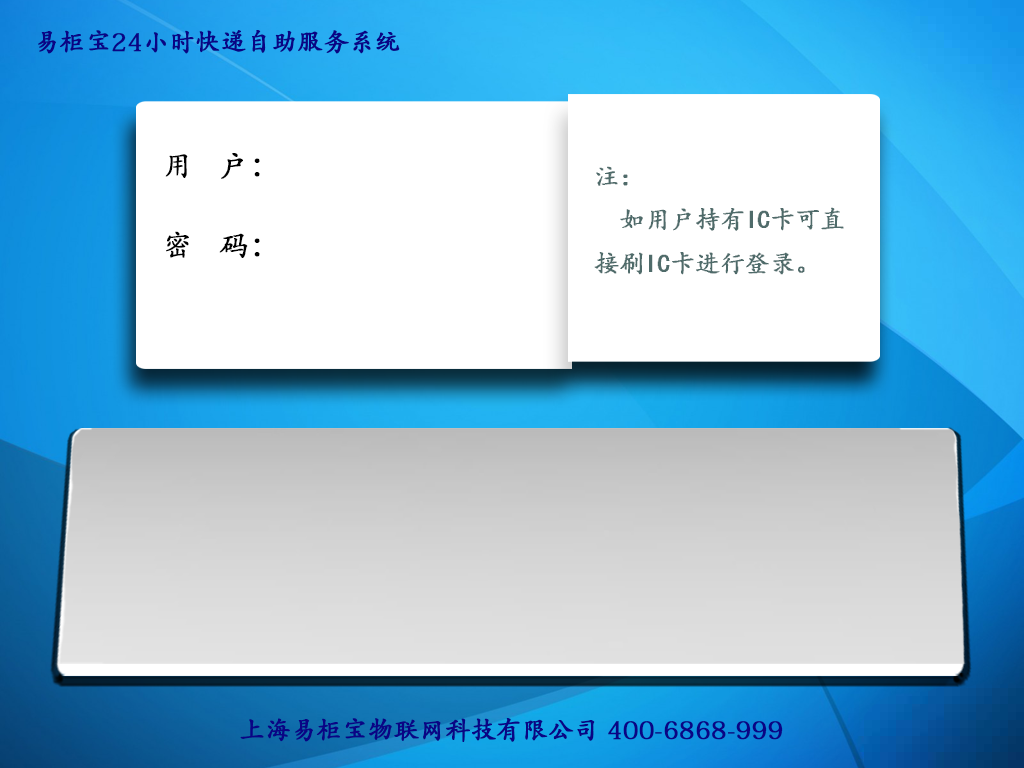 易柜宝24小时快递自助服务系统
用 户：
密 码：
注：
如用户持有IC卡可直
接刷IC卡进行登录。
上海易柜宝物联网科技有限公司 400-6868-999